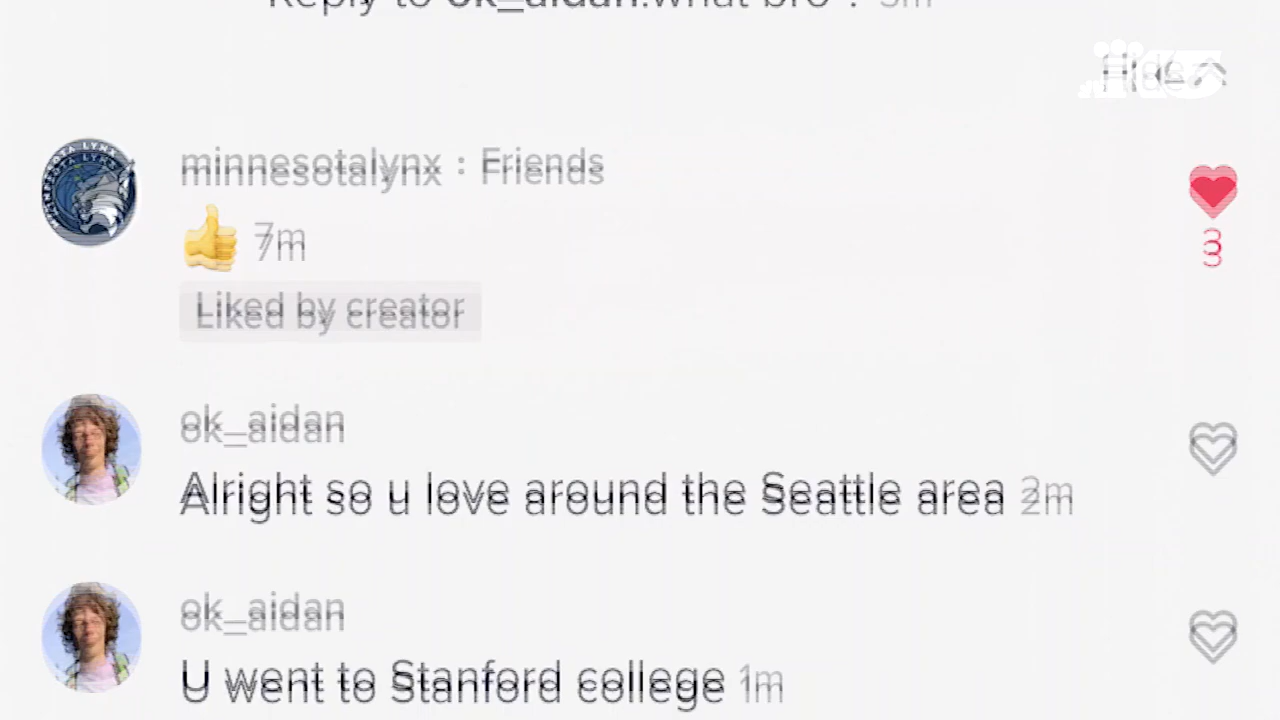 Reply to ok_aidan:what bro
Hide
minnesotalynx : Friends
7m
Liked by creator
3
ok_aidan
Alright so u love around the Seattle area 2m
ok_aidan
U went to Stanford college 1m